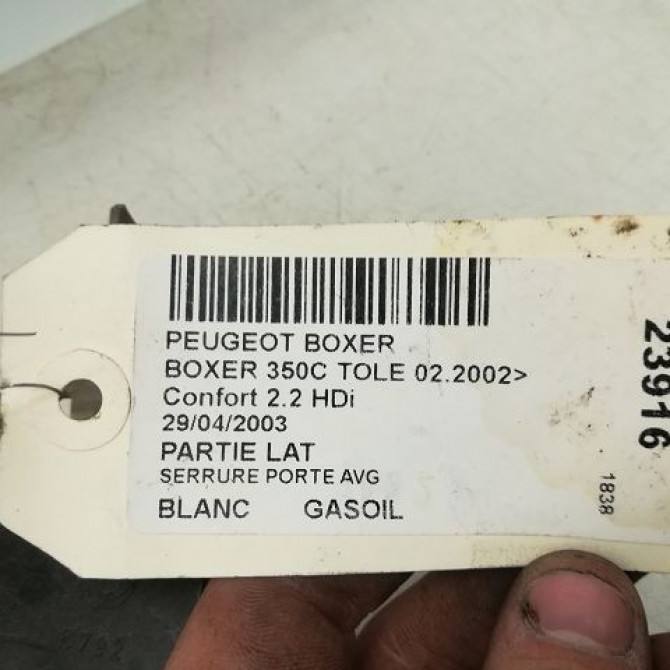 PEUGEOT BOXER
BOXER 350C TOLE 02.2002>
Confort 2.2 HDi
29/04/2003
PARTIE LAT
SERRURE PORTE AVG
BLANC GASOIL
23916
1838